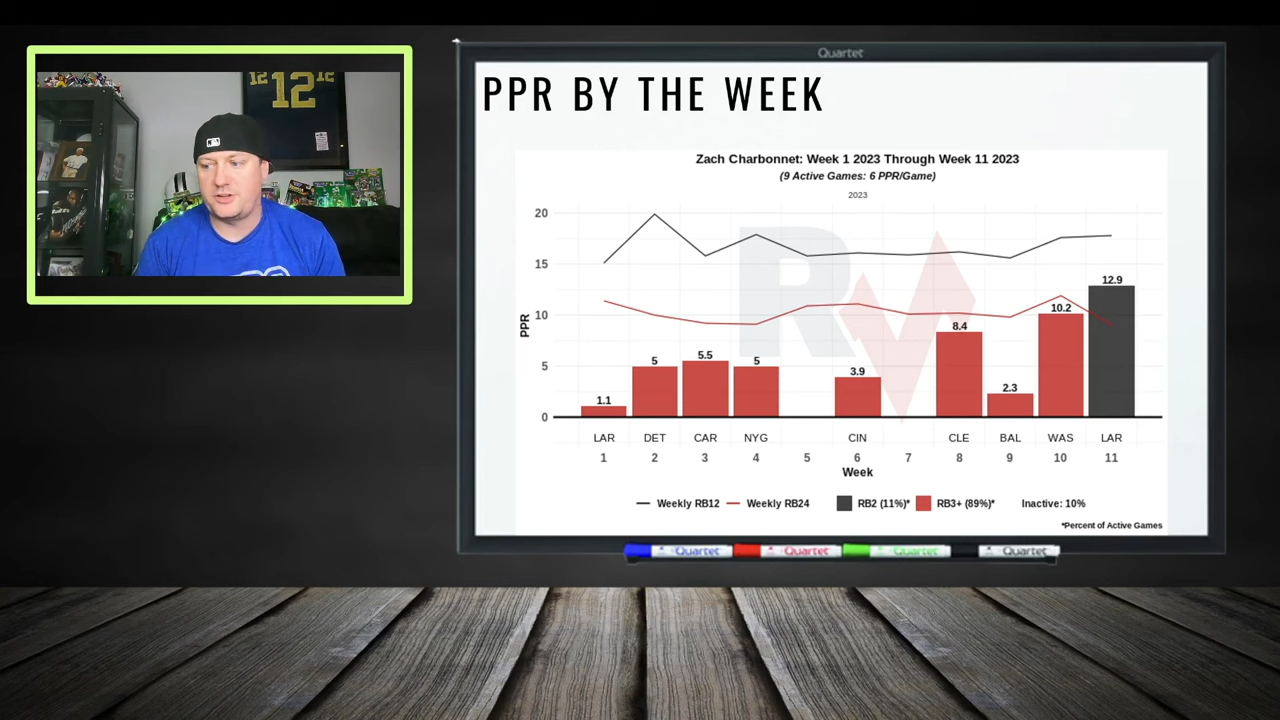 12 12 12
Quartet
PPR BY THE WEEK
Zach Charbonnet: Week 1 2023 Through Week 11 2023
(9 Active Games: 6 PPR/Game)
2023
20
15
10
5
0
PPR
RV
1.1
5
5.5
5
3.9
8.4
2.3
10.2
12.9
LAR DET CAR NYG CIN CLE BAL WAS LAR
1 2 3 4 5 6 7 8 9 10 11
Week
Weekly RB12 Weekly RB24 RB2 (11%)* RB3+ (89%)* Inactive: 10%
*Percent of Active Games
Quartet Quartet Quartet Quartet